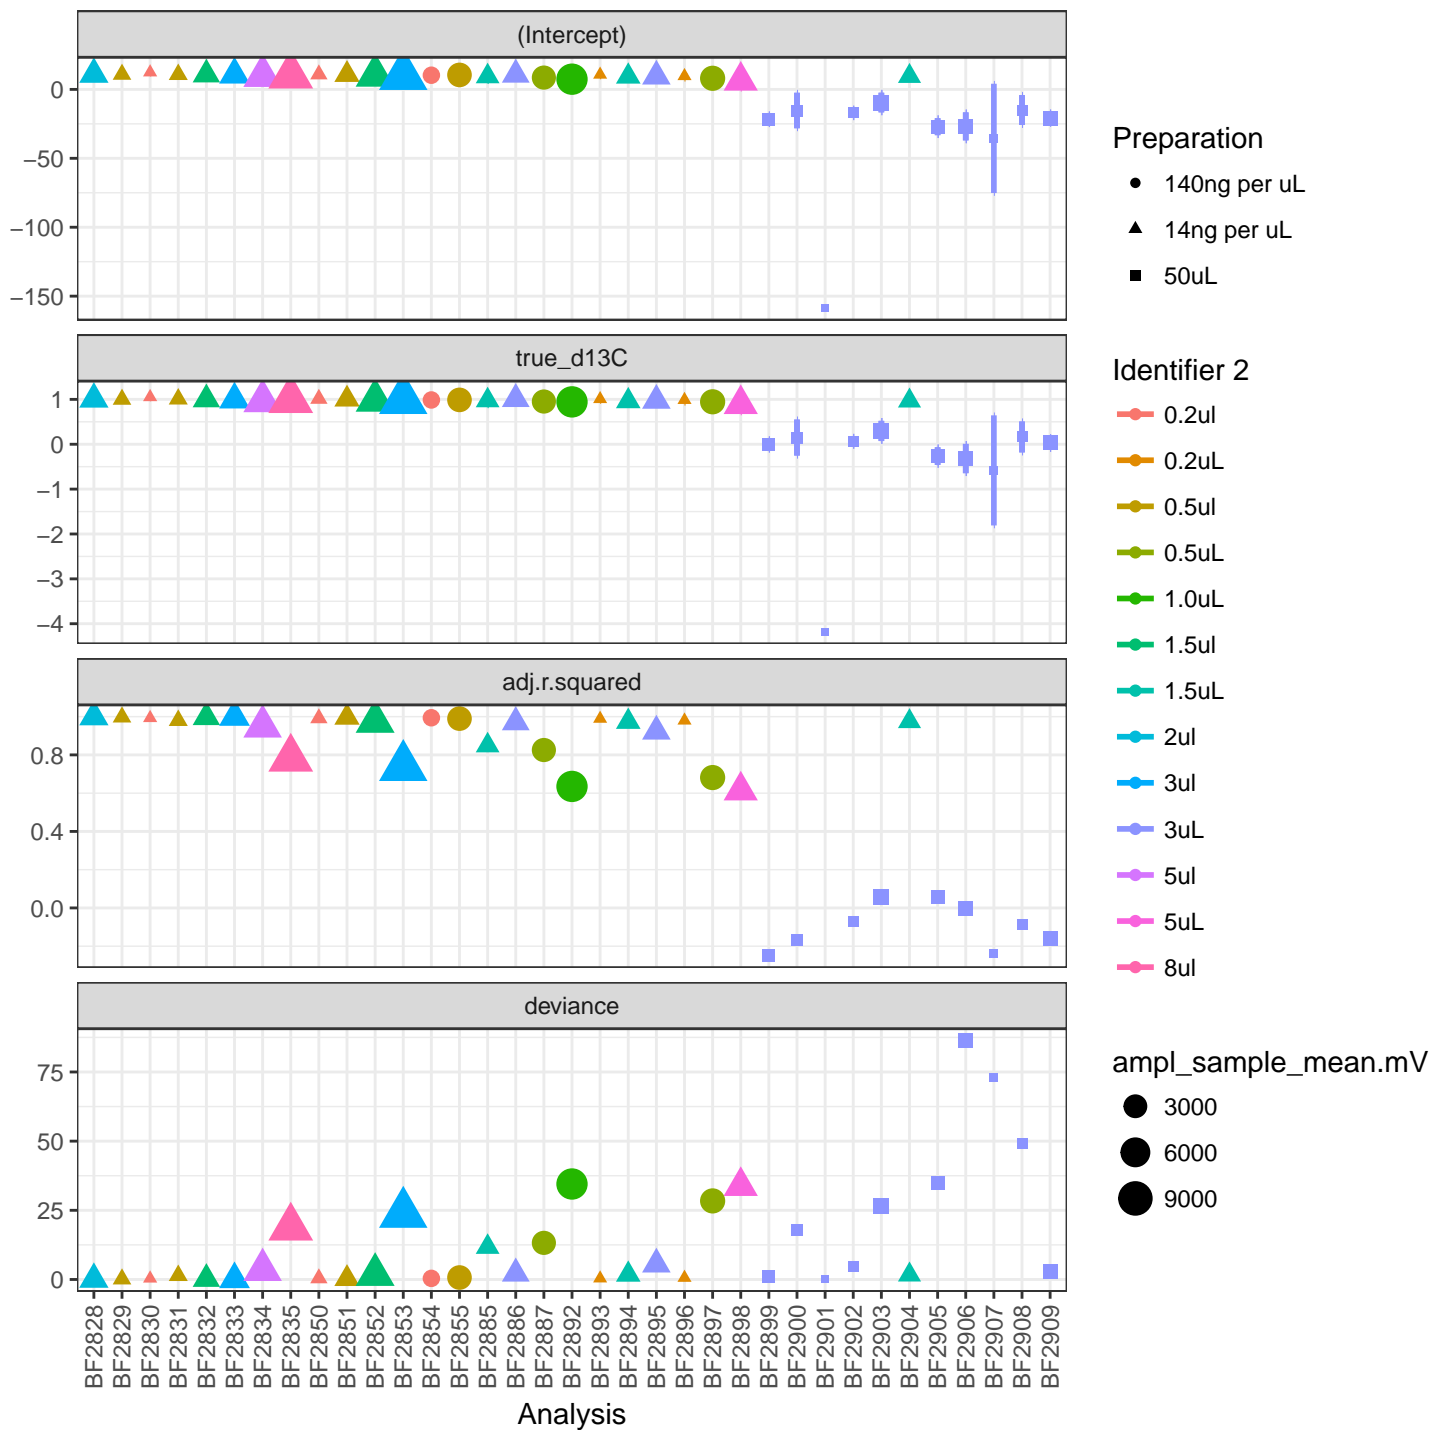 (Intercept)
0
−50
−100
−150
true_d13C
1
0
−1
−2
−3
−4
adj.r.squared
0.8
0.4
0.0
deviance
75
50
25
0
BF2828
BF2829
BF2830
BF2831
BF2832
BF2833
BF2834
BF2835
BF2850
BF2851
BF2852
BF2853
BF2854
BF2855
BF2885
BF2886
BF2887
BF2892
BF2893
BF2894
BF2895
BF2896
BF2897
BF2898
BF2899
BF2900
BF2901
BF2902
BF2903
BF2904
BF2905
BF2906
BF2907
BF2908
BF2909
Analysis
Preparation
140ng per uL
14ng per uL
50uL
Identifier 2
0.2ul
0.2uL
0.5ul
0.5uL
1.0uL
1.5ul
1.5uL
2ul
3ul
3uL
5ul
5uL
8ul
ampl_sample_mean.mV
3000
6000
9000